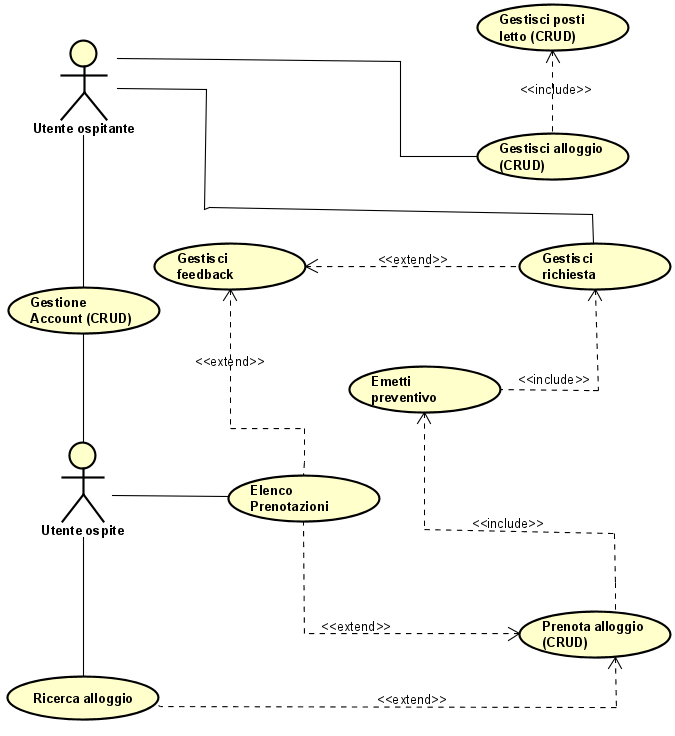 Gestisci posti
letto (CRUD)
<<include>>
Utente ospitante
Gestisci alloggio
(CRUD)
Gestisci
feedback
<<extend>>
Gestisci
richiesta
Gestione
Account (CRUD)
<<extend>>
Emetti
preventivo
<<include>>
Utente ospite
Elenco
Prenotazioni
<<include>>
<<extend>>
Prenota alloggio
(CRUD)
Ricerca alloggio
<<extend>>